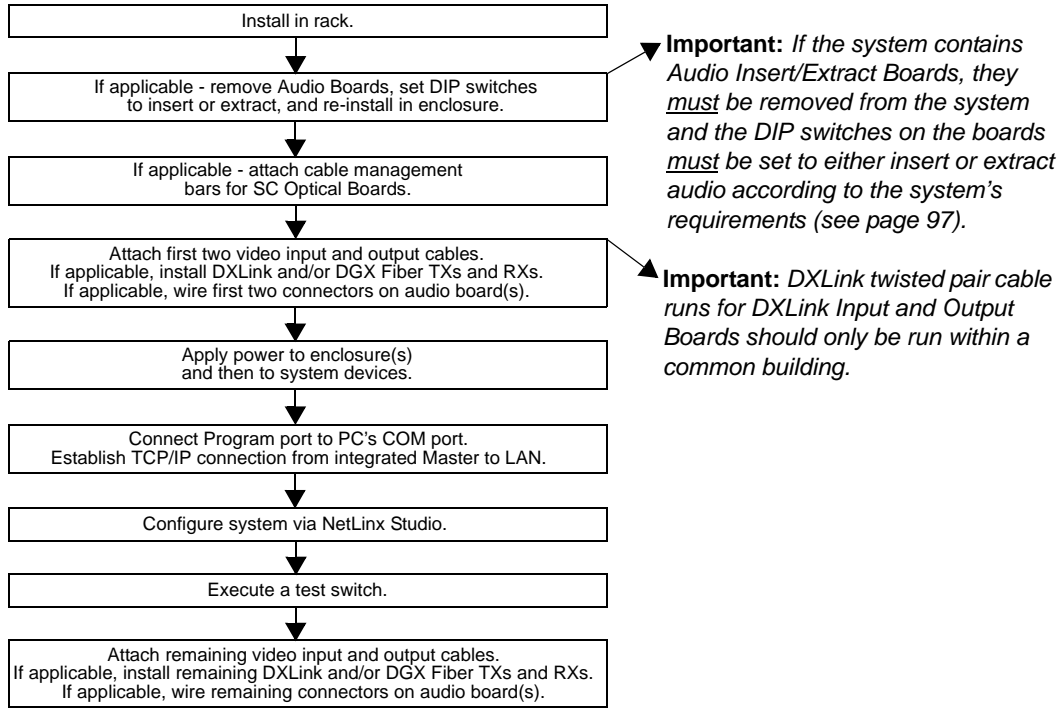 Install in rack.
If applicable - remove Audio Boards, set DIP switches
to insert or extract, and re-install in enclosure.
If applicable - attach cable management
bars for SC Optical Boards.
Attach first two video input and output cables.
If applicable, install DXLink and/or DGX Fiber TXs and RXs.
If applicable, wire first two connectors on audio board(s).
Apply power to enclosure(s)
and then to system devices.
Connect Program port to PC's COM port.
Establish TCP/IP connection from integrated Master to LAN.
Configure system via NetLinx Studio.
Execute a test switch.
Attach remaining video input and output cables.
If applicable, install remaining DXLink and/or DGX Fiber TXs and RXs.
If applicable, wire remaining connectors on audio board(s).
Important: If the system contains
Audio Insert/Extract Boards, they
must be removed from the system
and the DIP switches on the boards
must be set to either insert or extract
audio according to the system's
requirements (see page 97).
Important: DXLink twisted pair cable
runs for DXLink Input and Output
Boards should only be run within a
common building.